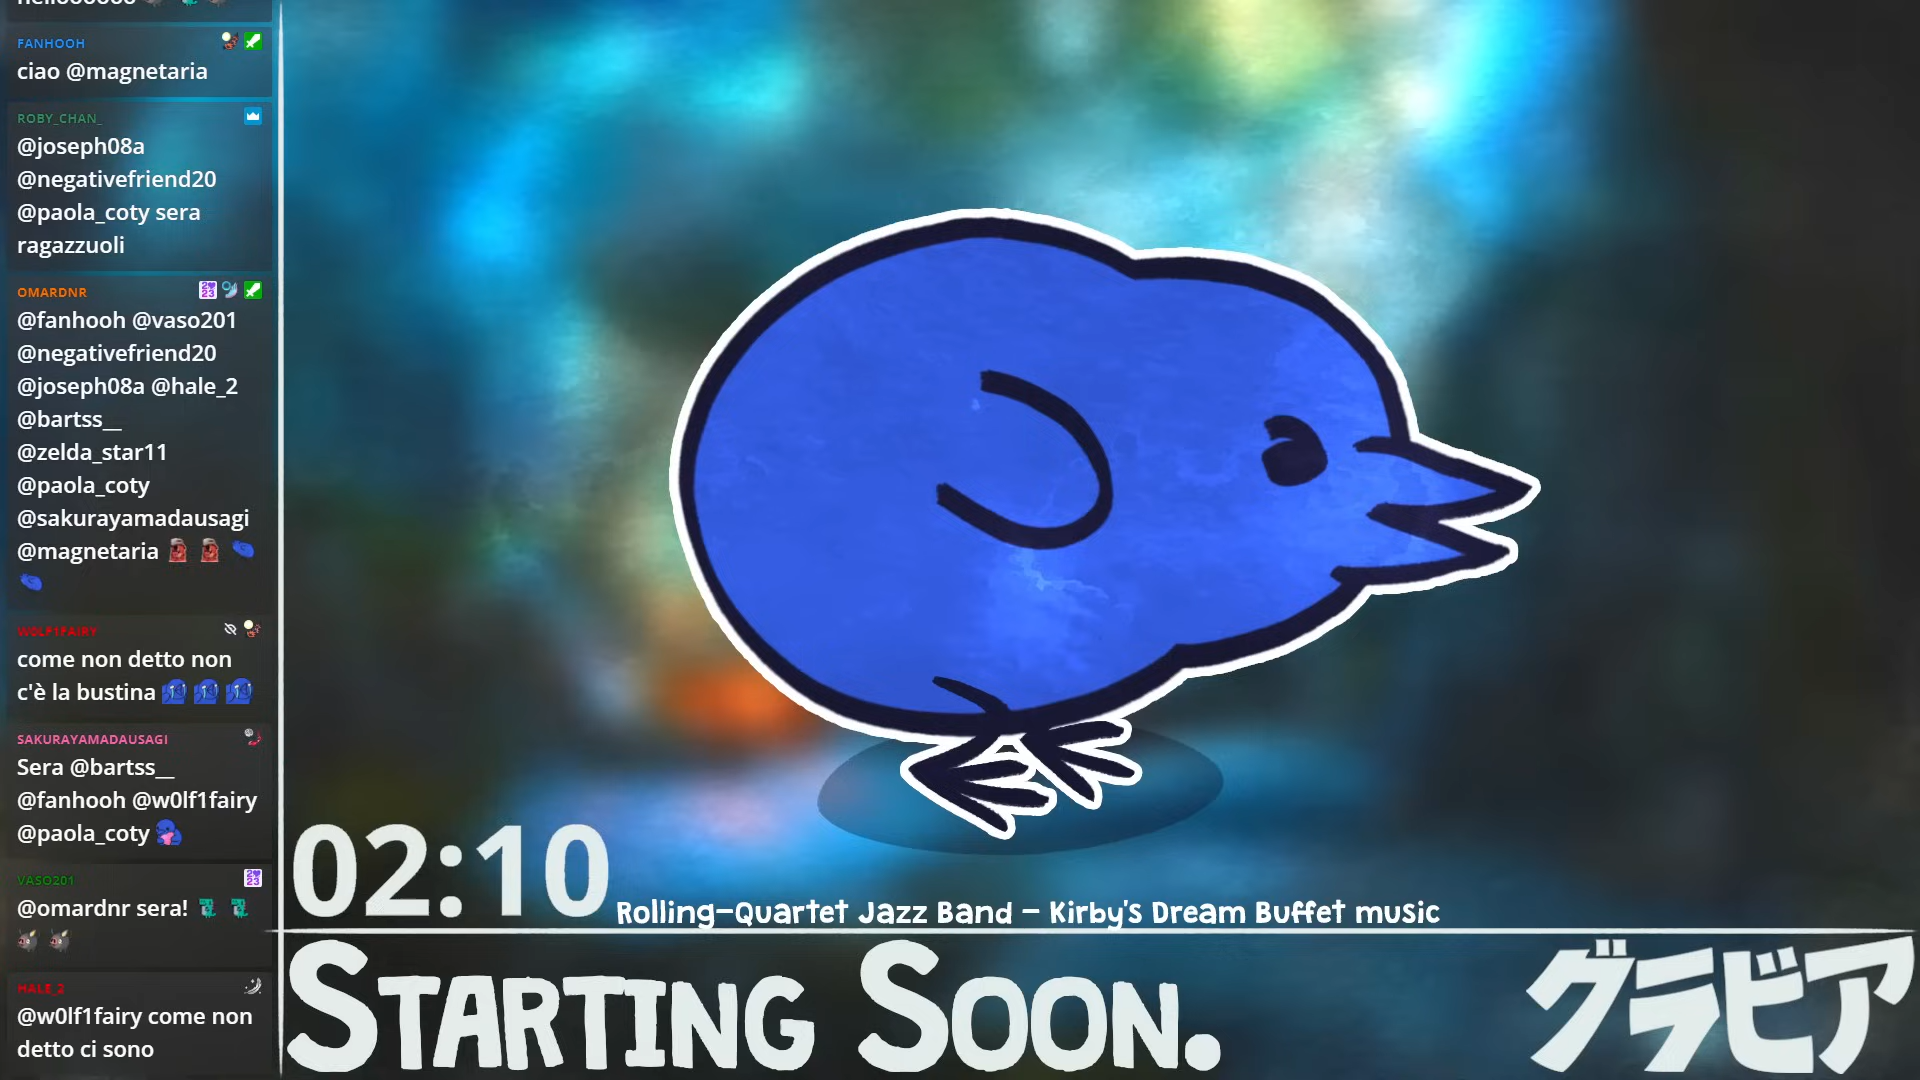 helloooooo
FANHOOH
ciao @magnetaria
ROBY_CHAN_
@joseph08a
@negativefriend20
@paola_coty sera
ragazzuoli
OMARDNR
@fanhooh @vaso201
@negativefriend20
@joseph08a @hale_2
@bartss__
@zelda_star11
@paola_coty
@sakurayamadausagi
@magnetaria
W0LF1FAIRY
come non detto non
c'è la bustina
SAKURAYAMADAUSAGI
Sera @bartss__
@fanhooh @w0lf1fairy
@paola_coty
VASO201
@omardnr sera!
HALE_2
@w0lf1fairy come non
detto ci sono
02:10
Rolling-Quartet Jazz Band - Kirby's Dream Buffet music
STARTING SOON.
グラビア